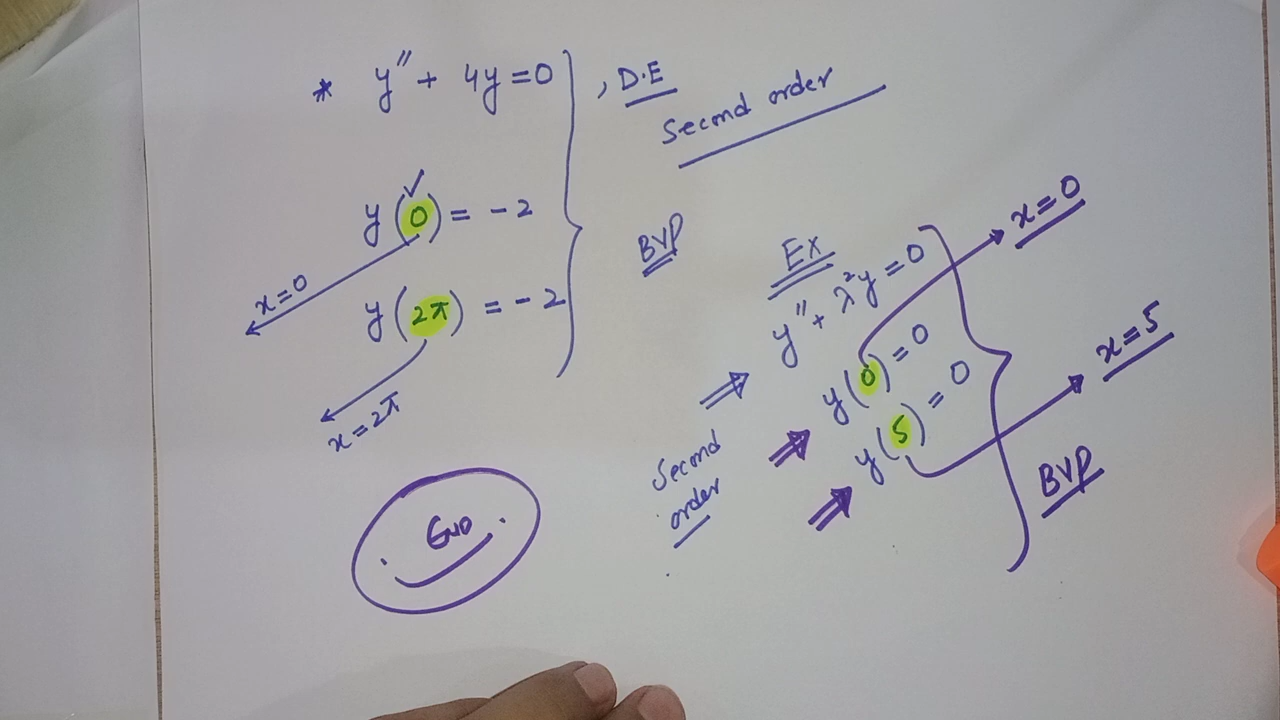 * y″ + 4y = 0 , D.E
Second order
y(0) = -2
x=0
y(2π) = -2
x=2π
BVP
Ex
y″ + λ²y = 0
y(0) = 0
x=0
y(5) = 0
x=5
Second
order
BVP
End